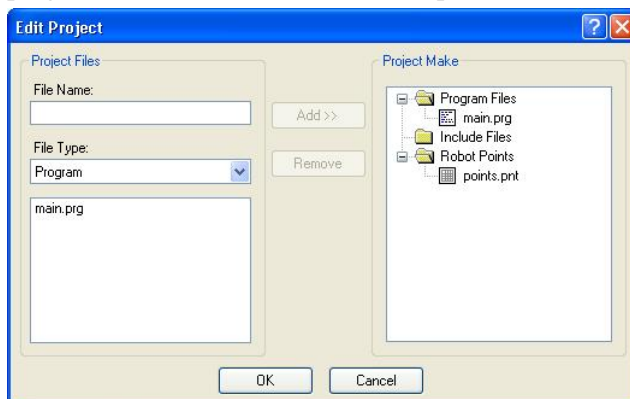 Edit Project
Project Files
File Name:
File Type:
Program
main.prg
Add >>
Remove
Project Make
Program Files
main.prg
Include Files
Robot Points
points.pnt
OK
Cancel